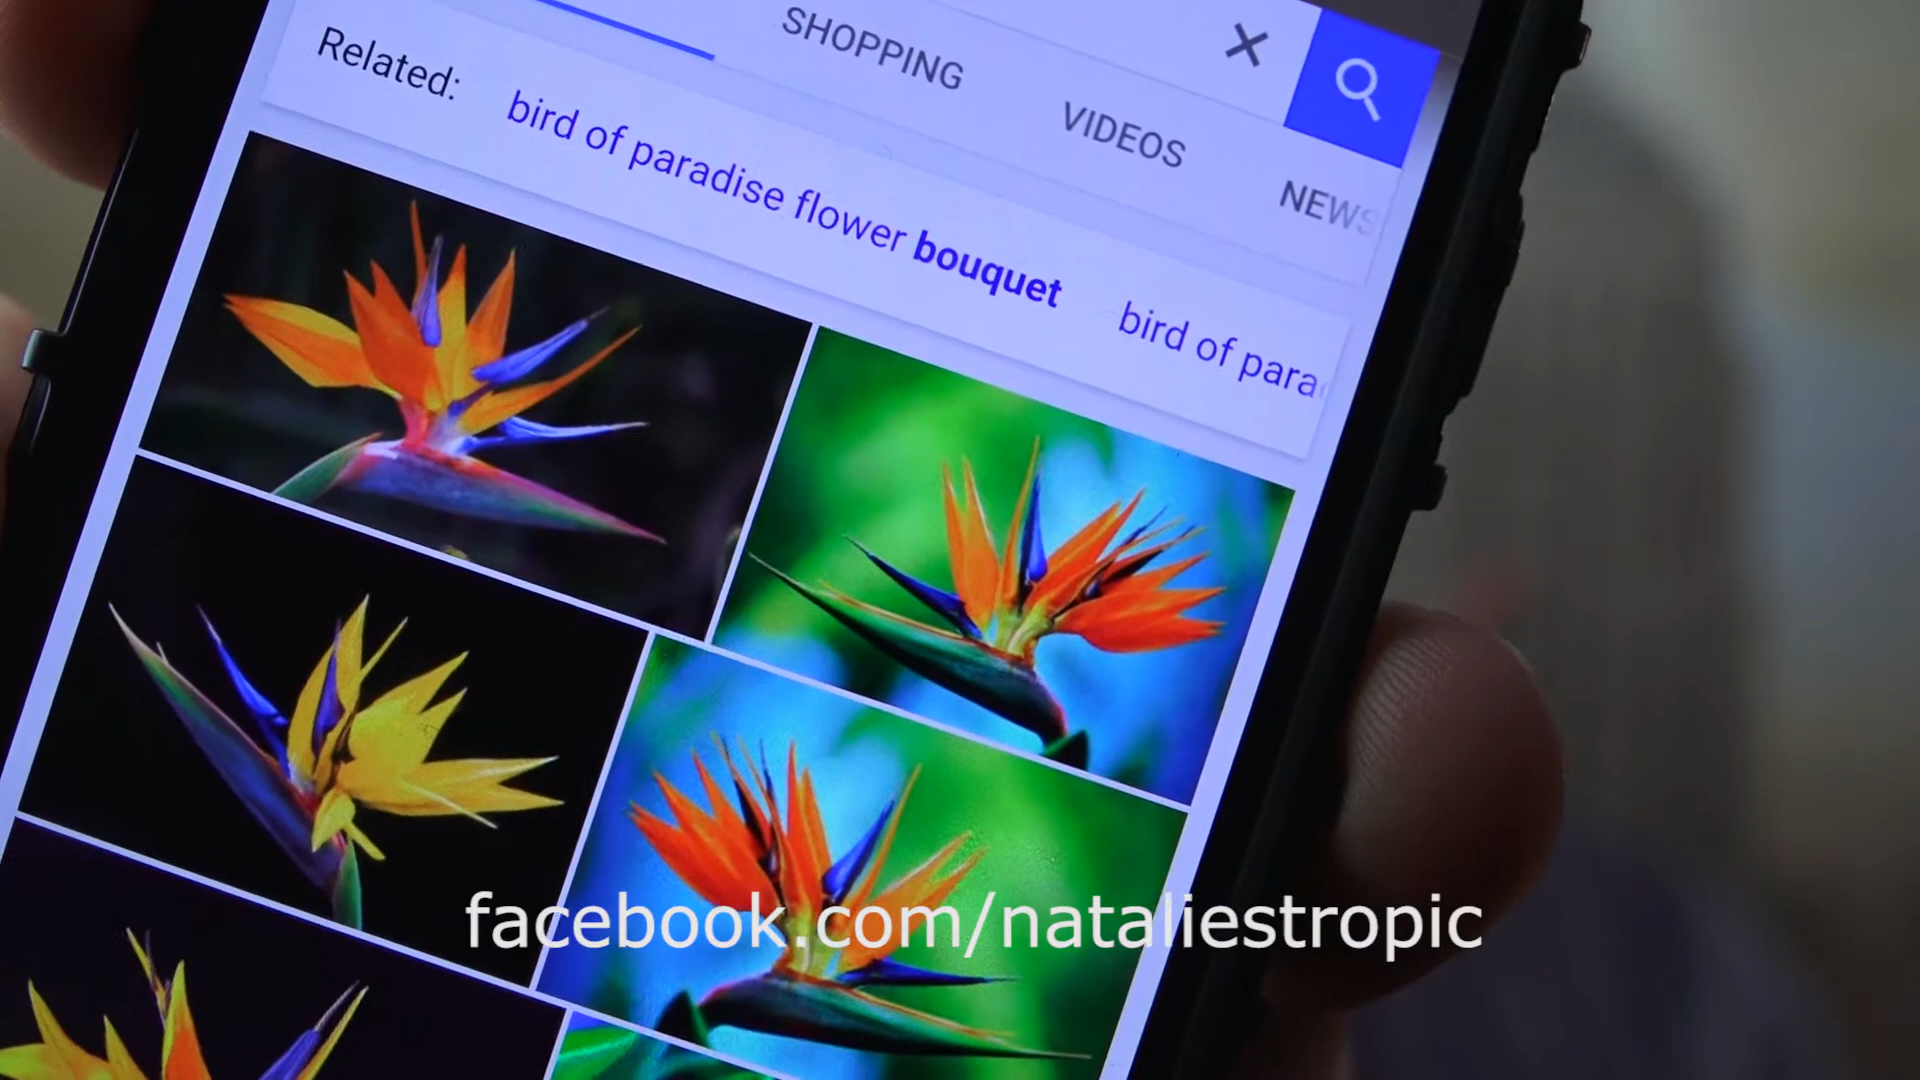 SHOPPING
VIDEOS
NEWS
Related:
bird of paradise flower bouquet
bird of para
facebook.com/nataliestropic